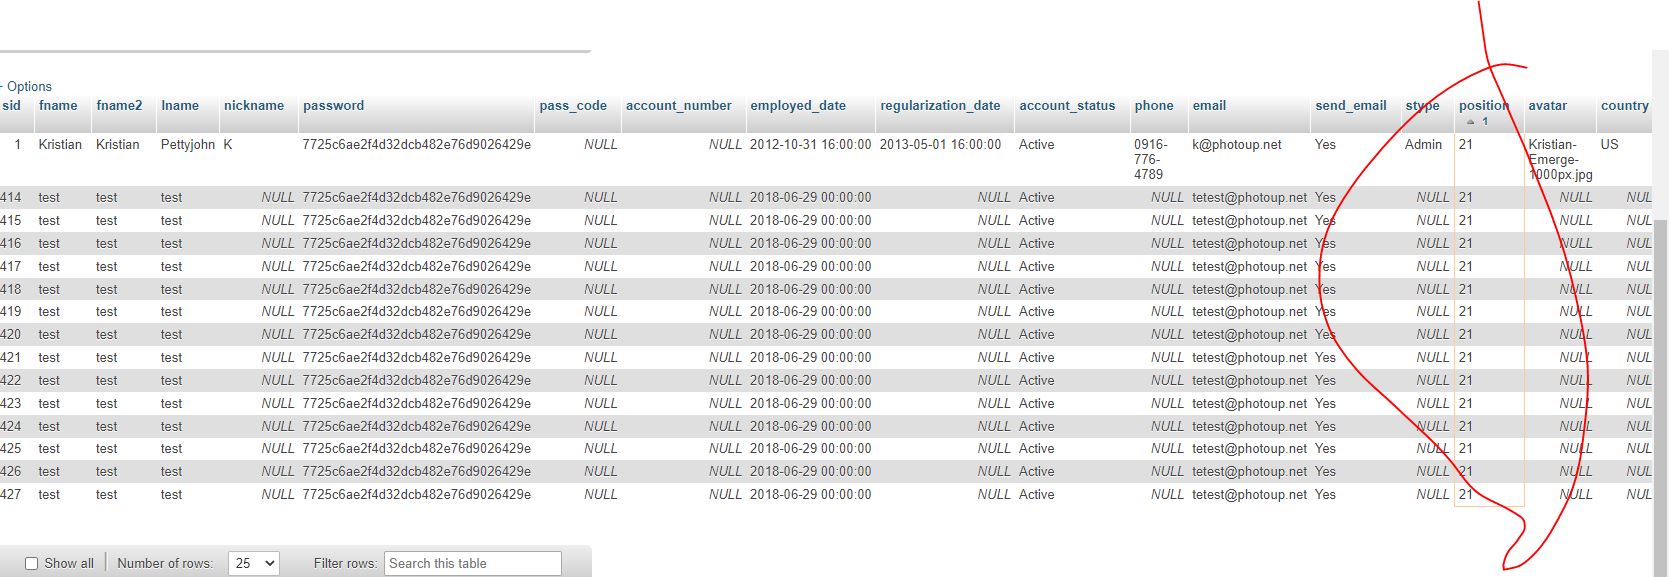 Options
sid fname fname2 lname nickname password pass_code account_number employed_date regularization_date account_status phone email send_email stype position 1 avatar country
1 Kristian Kristian Pettyjohn K 7725c6ae2f4d32dcb482e76d9026429e NULL NULL 2012-10-31 16:00:00 2013-05-01 16:00:00 Active 0916-776-4789 k@photoup.net Yes Admin 21 Kristian-Emerge-1000px.jpg US
414 test test test NULL 7725c6ae2f4d32dcb482e76d9026429e NULL NULL 2018-06-29 00:00:00 NULL Active NULL tetest@photoup.net Yes NULL 21 NULL NUL
415 test test test NULL 7725c6ae2f4d32dcb482e76d9026429e NULL NULL 2018-06-29 00:00:00 NULL Active NULL tetest@photoup.net Yes NULL 21 NULL NUL
416 test test test NULL 7725c6ae2f4d32dcb482e76d9026429e NULL NULL 2018-06-29 00:00:00 NULL Active NULL tetest@photoup.net Yes NULL 21 NULL NUL
417 test test test NULL 7725c6ae2f4d32dcb482e76d9026429e NULL NULL 2018-06-29 00:00:00 NULL Active NULL tetest@photoup.net Yes NULL 21 NULL NUL
418 test test test NULL 7725c6ae2f4d32dcb482e76d9026429e NULL NULL 2018-06-29 00:00:00 NULL Active NULL tetest@photoup.net Yes NULL 21 NULL NUL
419 test test test NULL 7725c6ae2f4d32dcb482e76d9026429e NULL NULL 2018-06-29 00:00:00 NULL Active NULL tetest@photoup.net Yes NULL 21 NULL NUL
420 test test test NULL 7725c6ae2f4d32dcb482e76d9026429e NULL NULL 2018-06-29 00:00:00 NULL Active NULL tetest@photoup.net Yes NULL 21 NULL NUL
421 test test test NULL 7725c6ae2f4d32dcb482e76d9026429e NULL NULL 2018-06-29 00:00:00 NULL Active NULL tetest@photoup.net Yes NULL 21 NULL NUL
422 test test test NULL 7725c6ae2f4d32dcb482e76d9026429e NULL NULL 2018-06-29 00:00:00 NULL Active NULL tetest@photoup.net Yes NULL 21 NULL NUL
423 test test test NULL 7725c6ae2f4d32dcb482e76d9026429e NULL NULL 2018-06-29 00:00:00 NULL Active NULL tetest@photoup.net Yes NULL 21 NULL NUL
424 test test test NULL 7725c6ae2f4d32dcb482e76d9026429e NULL NULL 2018-06-29 00:00:00 NULL Active NULL tetest@photoup.net Yes NULL 21 NULL NUL
425 test test test NULL 7725c6ae2f4d32dcb482e76d9026429e NULL NULL 2018-06-29 00:00:00 NULL Active NULL tetest@photoup.net Yes NULL 21 NULL NUL
426 test test test NULL 7725c6ae2f4d32dcb482e76d9026429e NULL NULL 2018-06-29 00:00:00 NULL Active NULL tetest@photoup.net Yes NULL 21 NULL NUL
427 test test test NULL 7725c6ae2f4d32dcb482e76d9026429e NULL NULL 2018-06-29 00:00:00 NULL Active NULL tetest@photoup.net Yes NULL 21 NULL NUL
Show all Number of rows: 25 Filter rows: Search this table